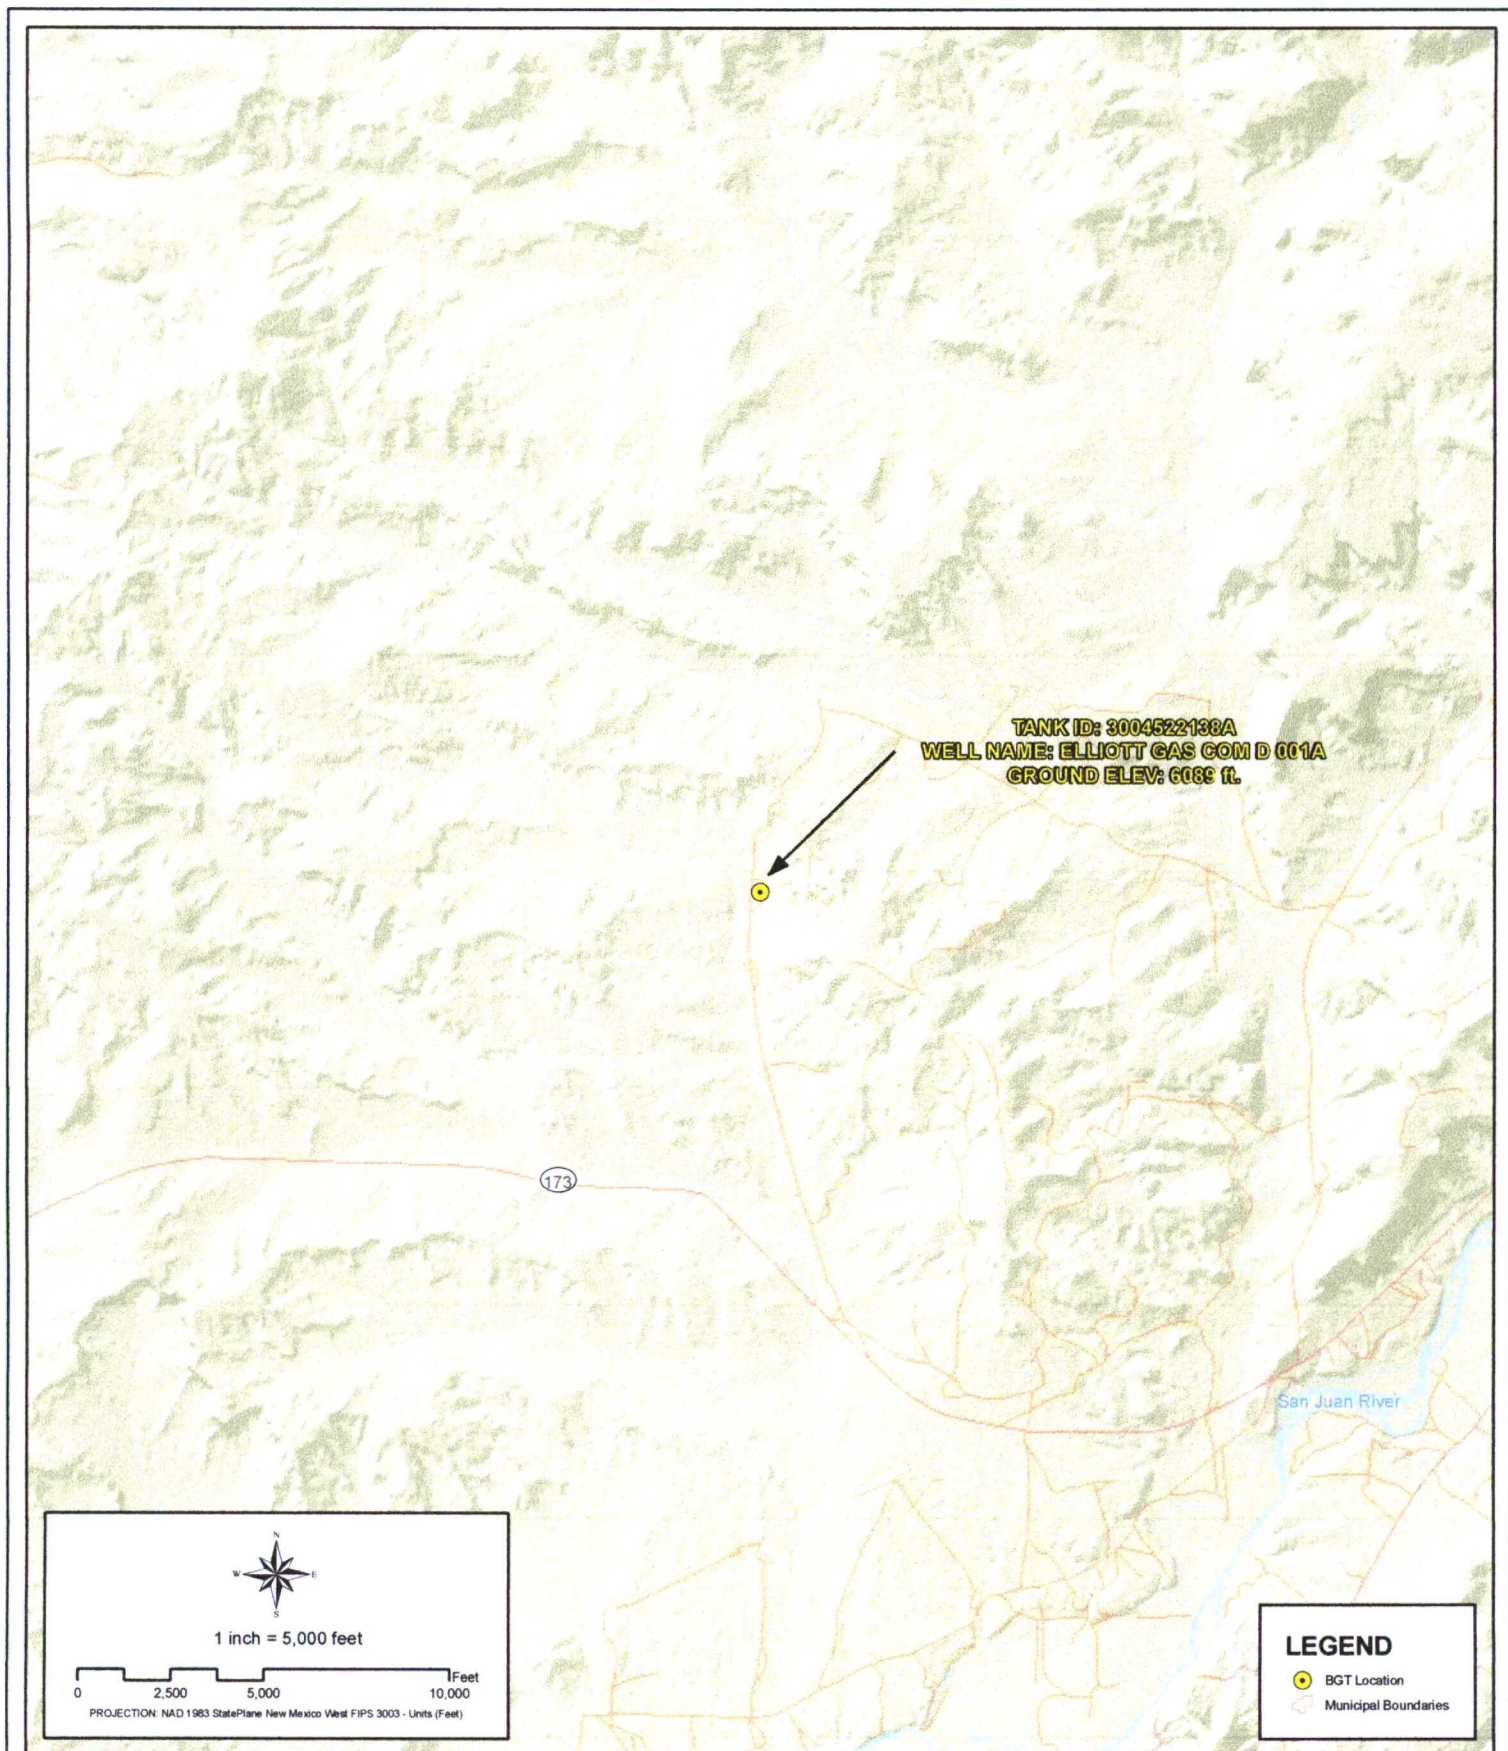 TANK ID: 3004522138A
WELL NAME: ELLIOTT GAS COM D 001A
GROUND ELEV: 6089 ft.
173
San Juan River
N
W E
S
1 inch = 5,000 feet
Feet
0 2,500 5,000 10,000
PROJECTION: NAD 1983 StatePlane New Mexico West FIPS 3003 - Units (Feet)
LEGEND
BGT Location
Municipal Boundaries